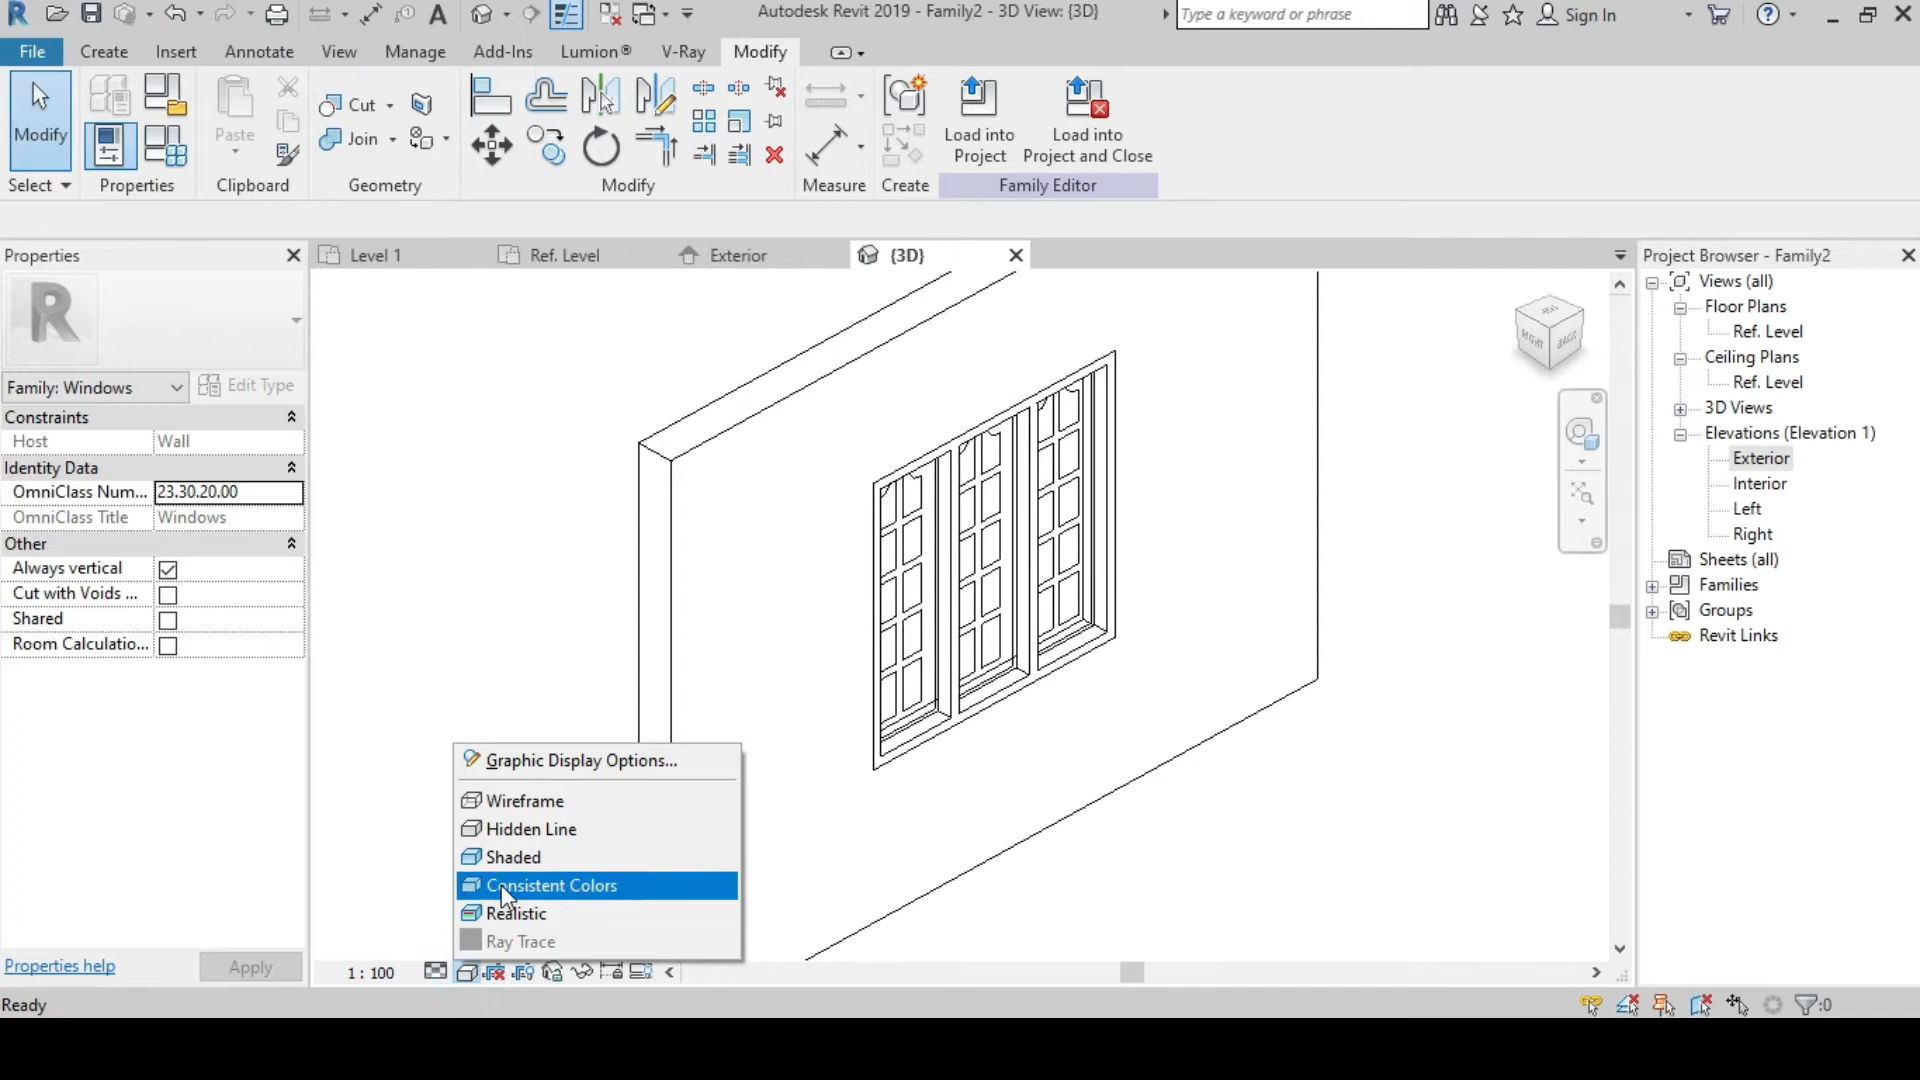 Autodesk Revit 2019 - Family2 - 3D View: {3D}
Type a keyword or phrase
Sign In
File
Create
Insert
Annotate
View
Manage
Add-Ins
Lumion®
V-Ray
Modify
Modify
Paste
Cut
Join
Load into
Project
Load into
Project and Close
Select
Properties
Clipboard
Geometry
Modify
Measure
Create
Family Editor
Properties
Level 1
Ref. Level
Exterior
{3D}
Project Browser - Family2
Family: Windows
Edit Type
Constraints
Host
Wall
Identity Data
OmniClass Num...
23.30.20.00
OmniClass Title
Windows
Other
Always vertical
Cut with Voids ...
Shared
Room Calculatio...
Properties help
Apply
RIGHT
BACK
Graphic Display Options...
Wireframe
Hidden Line
Shaded
Consistent Colors
Realistic
Ray Trace
1 : 100
Views (all)
Floor Plans
Ref. Level
Ceiling Plans
Ref. Level
3D Views
Elevations (Elevation 1)
Exterior
Interior
Left
Right
Sheets (all)
Families
Groups
Revit Links
Ready
:0